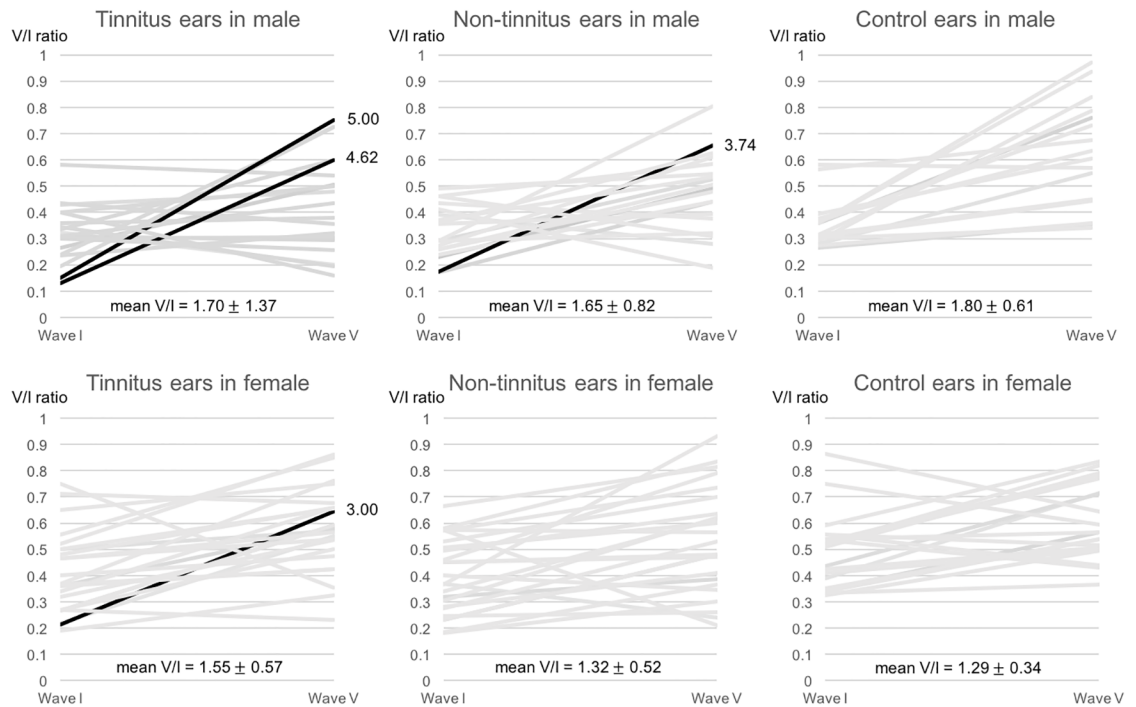 Tinnitus ears in male
V/I ratio
1
0.9
0.8
0.7
0.6
0.5
0.4
0.3
0.2
0.1
0
5.00
4.62
mean V/I = 1.70 ± 1.37
Wave I
Wave V
Non-tinnitus ears in male
V/I ratio
1
0.9
0.8
0.7
0.6
0.5
0.4
0.3
0.2
0.1
0
3.74
mean V/I = 1.65 ± 0.82
Wave I
Wave V
Control ears in male
V/I ratio
1
0.9
0.8
0.7
0.6
0.5
0.4
0.3
0.2
0.1
0
mean V/I = 1.80 ± 0.61
Wave I
Wave V
Tinnitus ears in female
V/I ratio
1
0.9
0.8
0.7
0.6
0.5
0.4
0.3
0.2
0.1
0
3.00
mean V/I = 1.55 ± 0.57
Wave I
Wave V
Non-tinnitus ears in female
V/I ratio
1
0.9
0.8
0.7
0.6
0.5
0.4
0.3
0.2
0.1
0
mean V/I = 1.32 ± 0.52
Wave I
Wave V
Control ears in female
V/I ratio
1
0.9
0.8
0.7
0.6
0.5
0.4
0.3
0.2
0.1
0
mean V/I = 1.29 ± 0.34
Wave I
Wave V